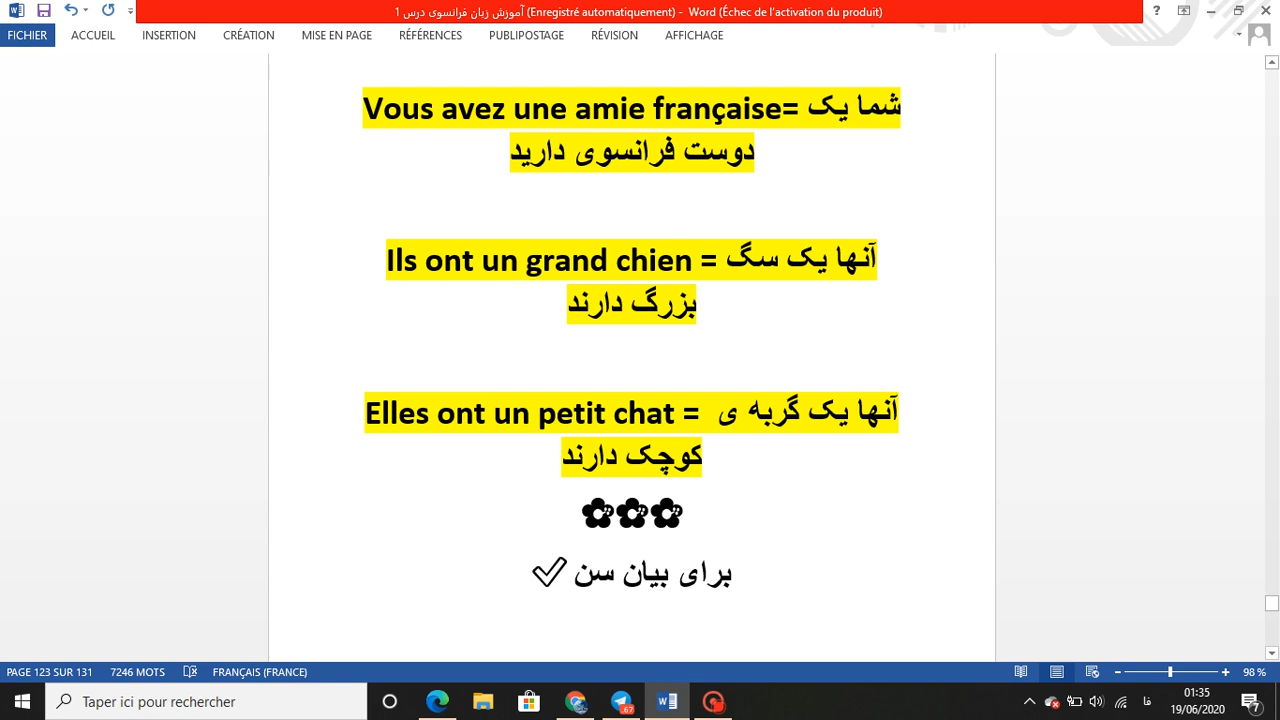 آموزش زبان فرانسوی درس 1 (Enregistré automatiquement) - Word (Échec de l'activation du produit)
FICHIER ACCUEIL INSERTION CRÉATION MISE EN PAGE RÉFÉRENCES PUBLIPOSTAGE RÉVISION AFFICHAGE
Vous avez une amie française= شما یک
دوست فرانسوی دارید
Ils ont un grand chien = آنها یک سگ
بزرگ دارند
Elles ont un petit chat = آنها یک گربه ی
کوچک دارند
برای بیان سن
PAGE 123 SUR 131 7246 MOTS FRANÇAIS (FRANCE) 98 %
Taper ici pour rechercher 67 فا 01:35
19/06/2020 7